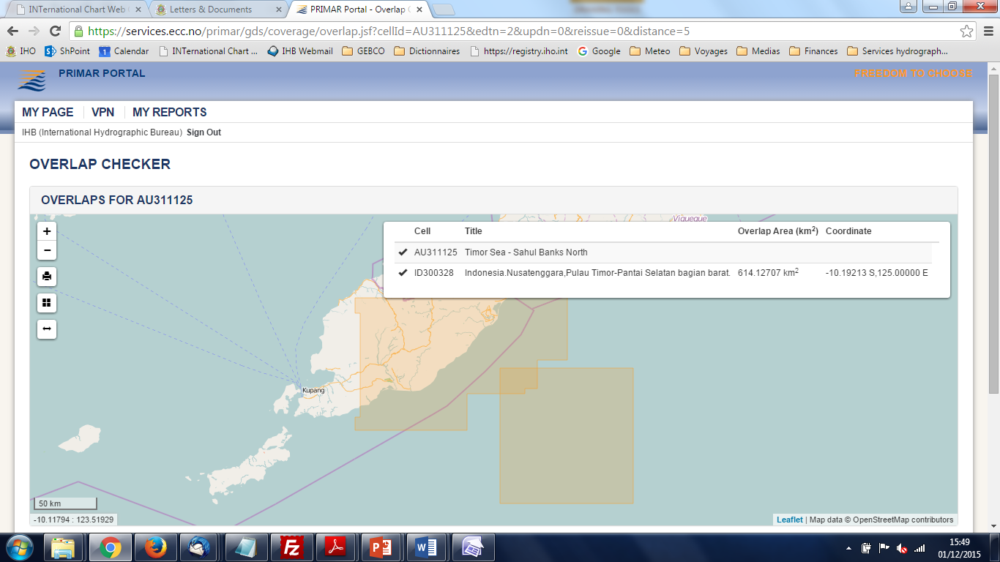 INTernational Chart Web
Letters & Documents
PRIMAR Portal - Overlap C
https://services.ecc.no/primar/gds/coverage/overlap.jsf?cellId=AU311125&edtn=2&updn=0&reissue=0&distance=5
IHO ShPoint Calendar INTernational Chart ... IHB Webmail GEBCO Dictionnaires https://registry.iho.int Google Meteo Voyages Medias Finances Services hydrograph...
PRIMAR PORTAL
FREEDOM TO CHOOSE
MY PAGE VPN MY REPORTS
IHB (International Hydrographic Bureau) Sign Out
OVERLAP CHECKER
OVERLAPS FOR AU311125
Viqueque
+
−
Cell Title Overlap Area (km²) Coordinate
AU311125 Timor Sea - Sahul Banks North
ID300328 Indonesia.Nusatenggara,Pulau Timor-Pantai Selatan bagian barat. 614.12707 km² -10.19213 S,125.00000 E
Kupang
50 km
-10.11794 : 123.51929
Leaflet | Map data © OpenStreetMap contributors
15:49
01/12/2015